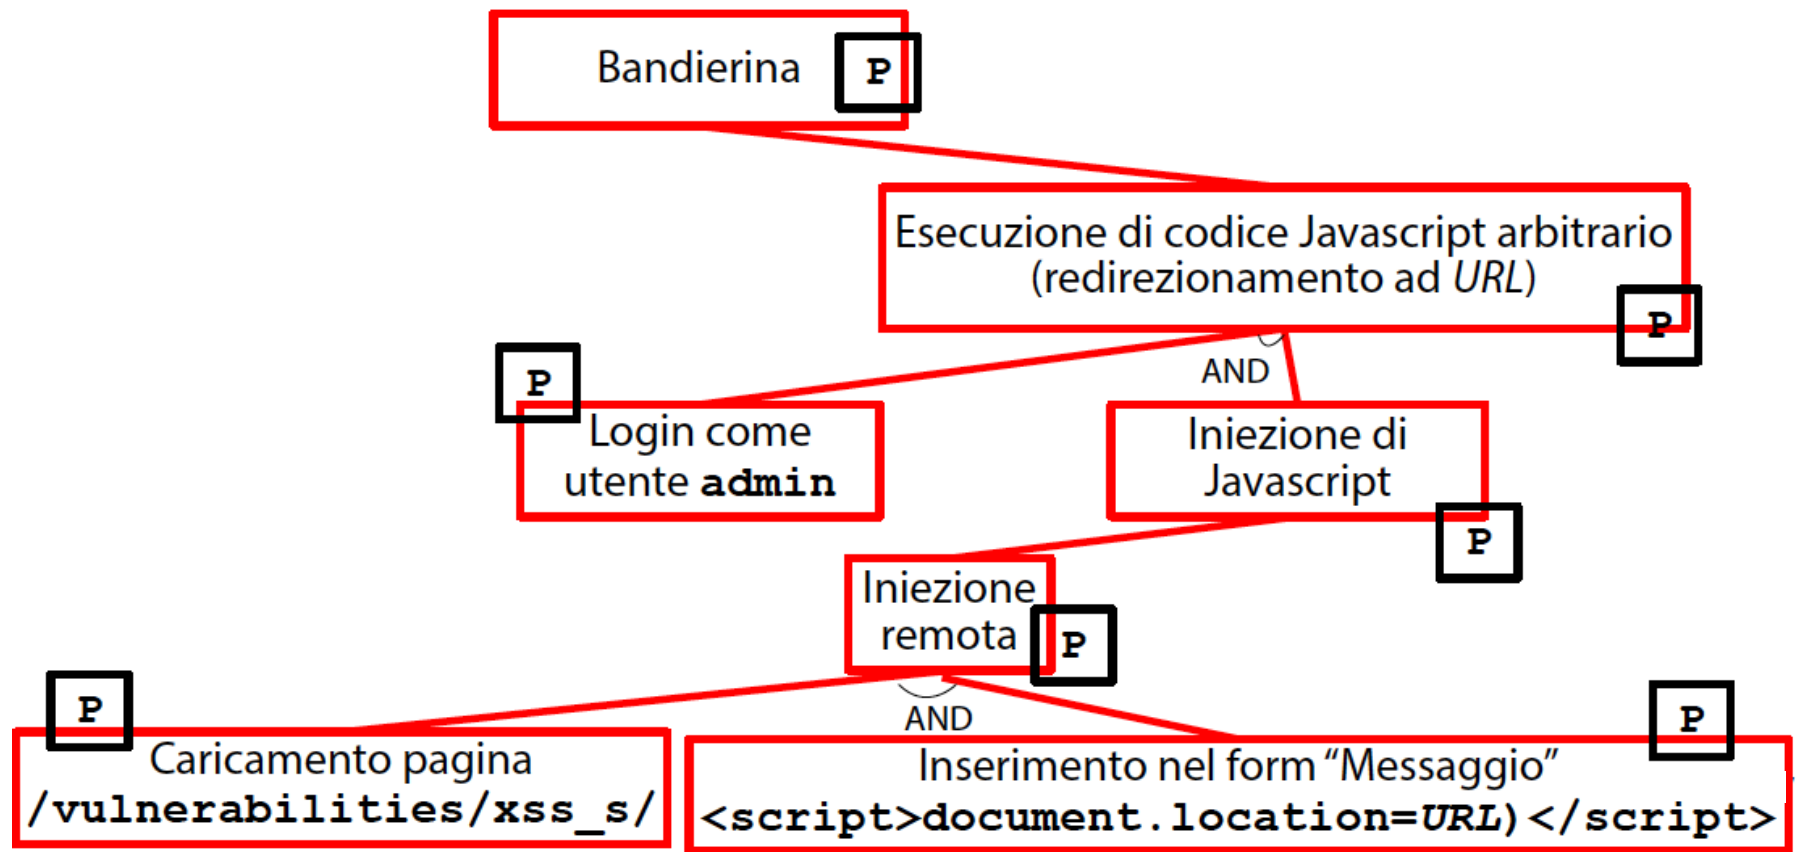 Bandierina
P
Esecuzione di codice Javascript arbitrario
(redirezionamento ad URL)
P
AND
P
Login come
utente admin
Iniezione di
Javascript
P
Iniezione
remota
P
AND
P
Caricamento pagina
/vulnerabilities/xss_s/
P
Inserimento nel form “Messaggio”
<script>document.location=URL)</script>